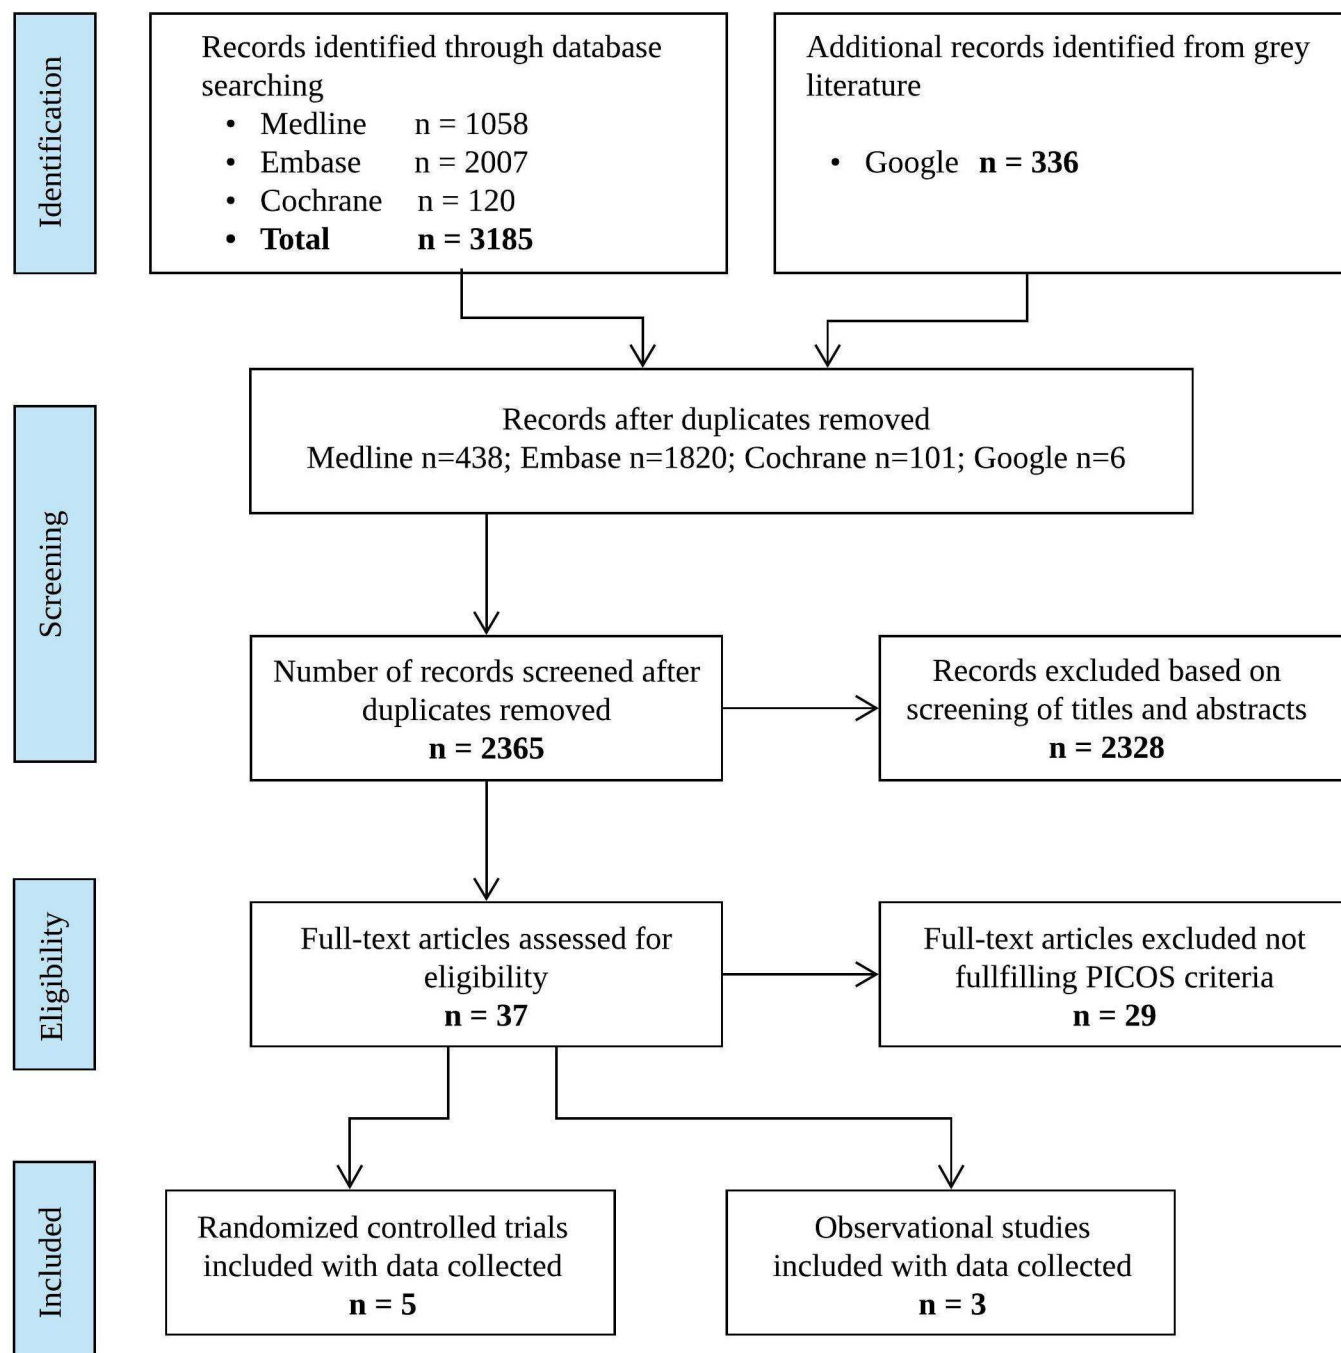 Identification
Records identified through database
searching
• Medline n = 1058
• Embase n = 2007
• Cochrane n = 120
• Total n = 3185
Additional records identified from grey
literature
• Google n = 336
Screening
Records after duplicates removed
Medline n=438; Embase n=1820; Cochrane n=101; Google n=6
Number of records screened after
duplicates removed
n = 2365
Records excluded based on
screening of titles and abstracts
n = 2328
Eligibility
Full-text articles assessed for
eligibility
n = 37
Full-text articles excluded not
fullfilling PICOS criteria
n = 29
Included
Randomized controlled trials
included with data collected
n = 5
Observational studies
included with data collected
n = 3